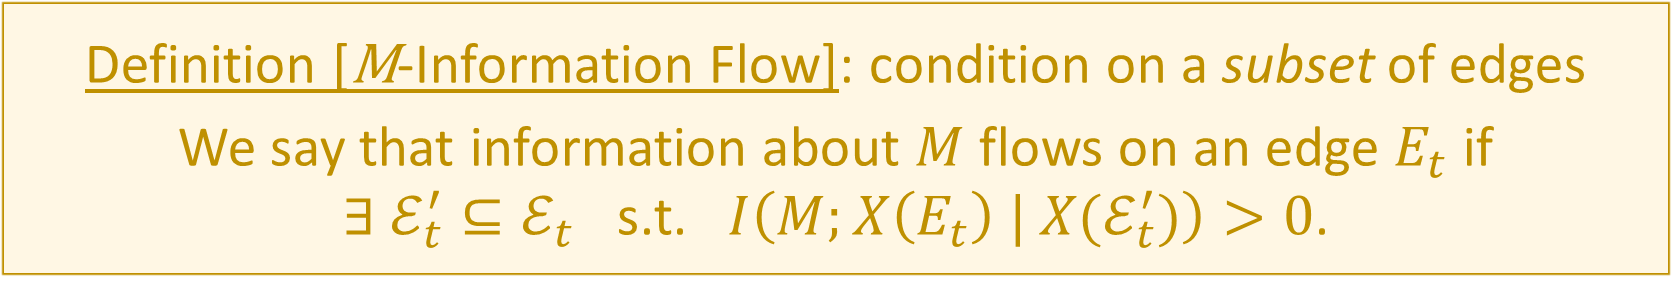 Definition [M-Information Flow]: condition on a subset of edges
We say that information about M flows on an edge E_t if
∃ ℰ′_t ⊆ ℰ_t s.t. I(M; X(E_t) | X(ℰ′_t)) > 0.